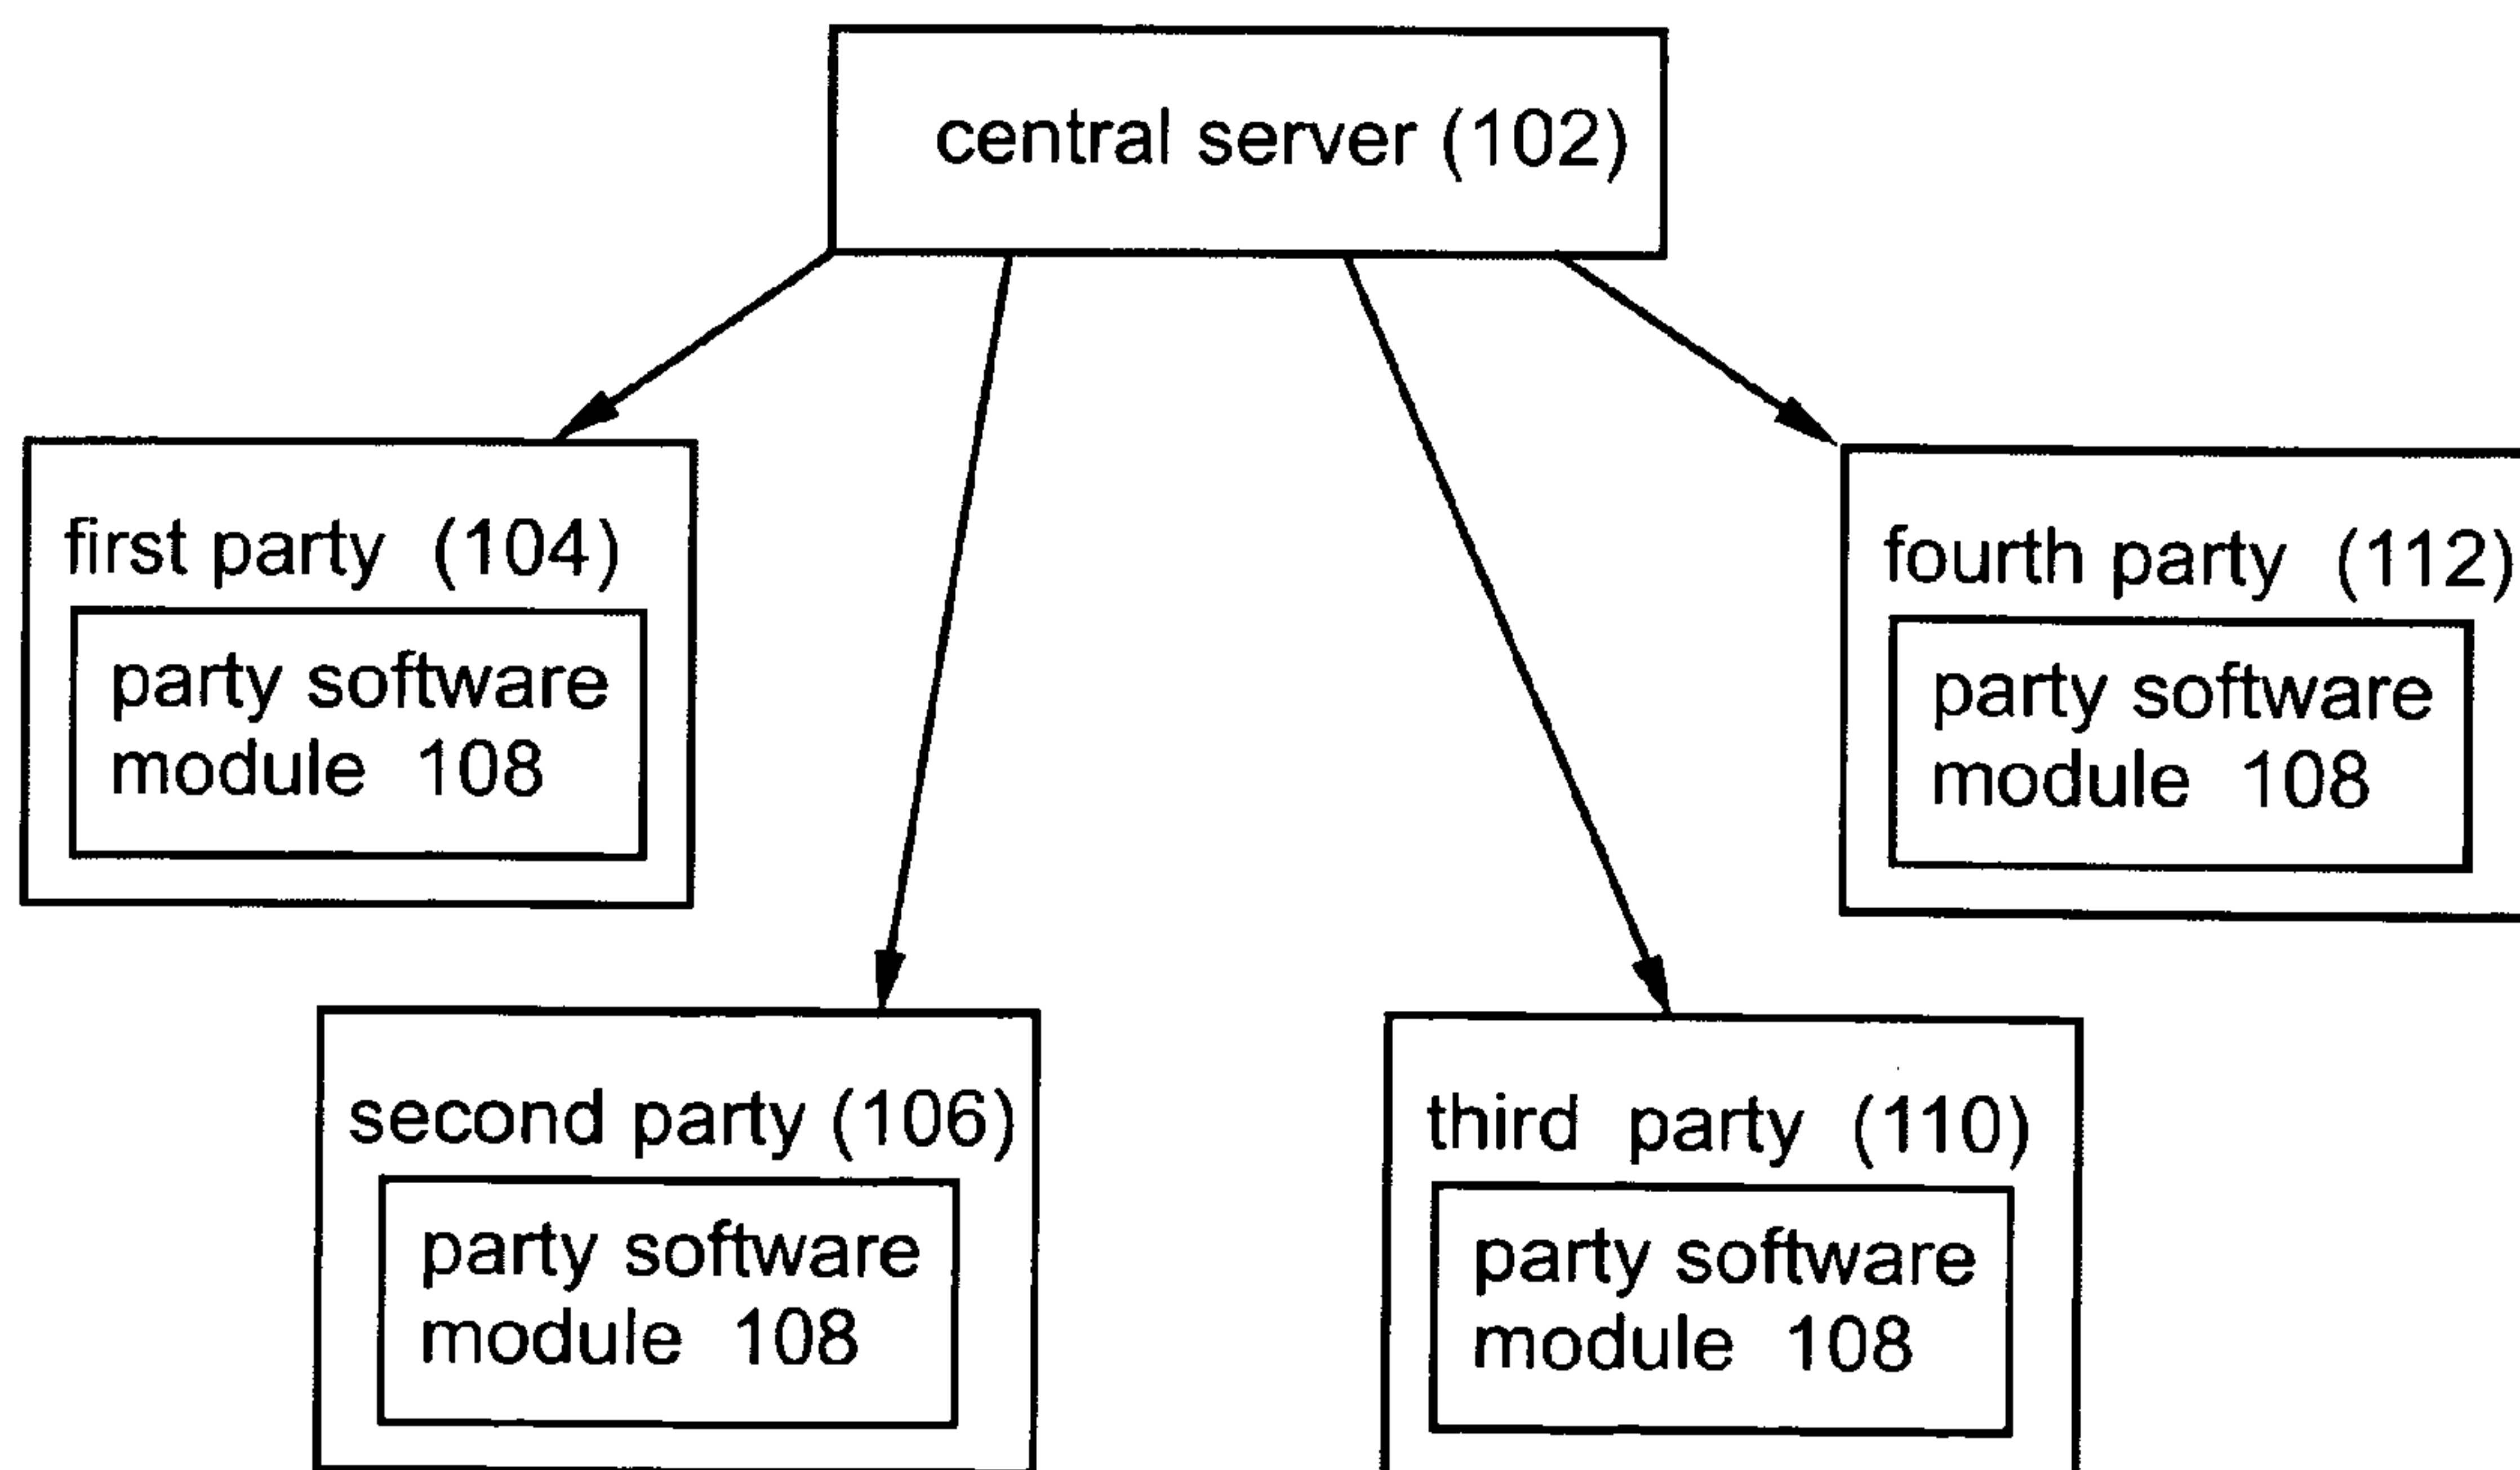 central server (102)
first party (104)
party software
module 108
fourth party (112)
party software
module 108
second party (106)
party software
module 108
third party (110)
party software
module 108